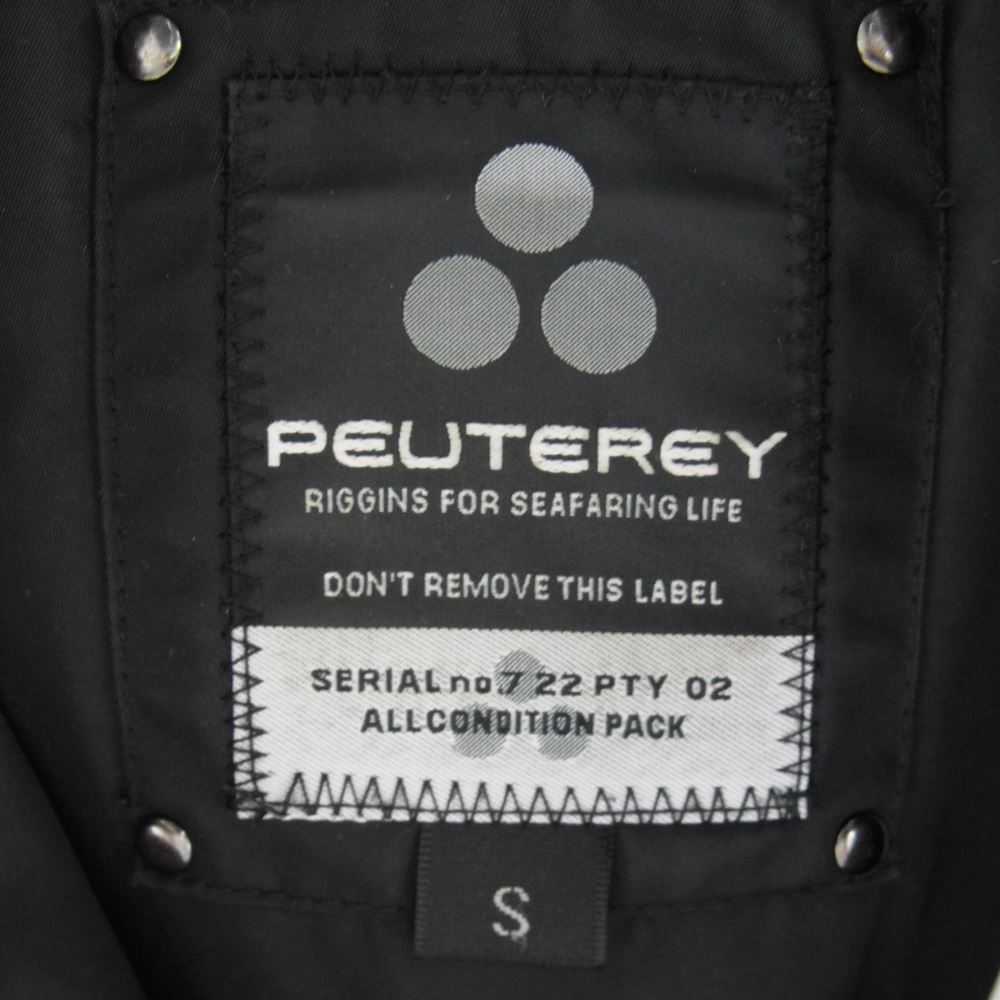 PEUTEREY
RIGGINS FOR SEAFARING LIFE
DON'T REMOVE THIS LABEL
SERIAL no.7 22 PTY 02
ALLCONDITION PACK
S